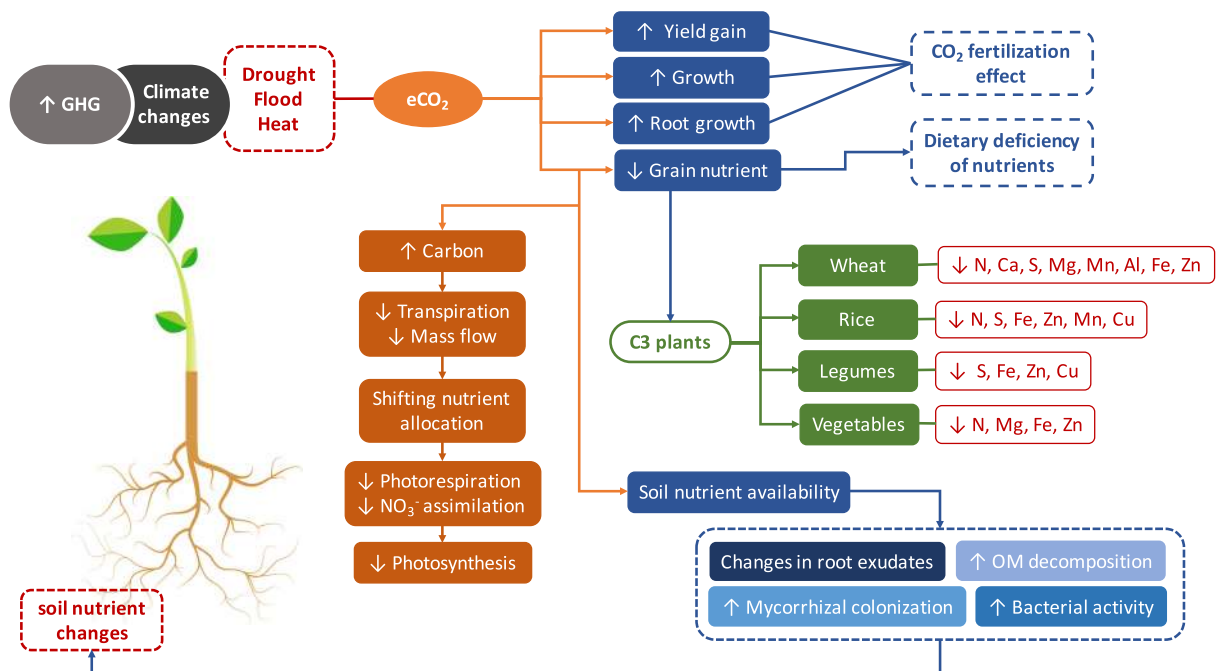 ↑ GHG
Climate
changes
Drought
Flood
Heat
eCO₂
↑ Yield gain
↑ Growth
↑ Root growth
↓ Grain nutrient
CO₂ fertilization
effect
Dietary deficiency
of nutrients
↑ Carbon
↓ Transpiration
↓ Mass flow
Shifting nutrient
allocation
↓ Photorespiration
↓ NO₃⁻ assimilation
↓ Photosynthesis
C3 plants
Wheat
↓ N, Ca, S, Mg, Mn, Al, Fe, Zn
Rice
↓ N, S, Fe, Zn, Mn, Cu
Legumes
↓ S, Fe, Zn, Cu
Vegetables
↓ N, Mg, Fe, Zn
Soil nutrient availability
Changes in root exudates
↑ OM decomposition
↑ Mycorrhizal colonization
↑ Bacterial activity
soil nutrient
changes